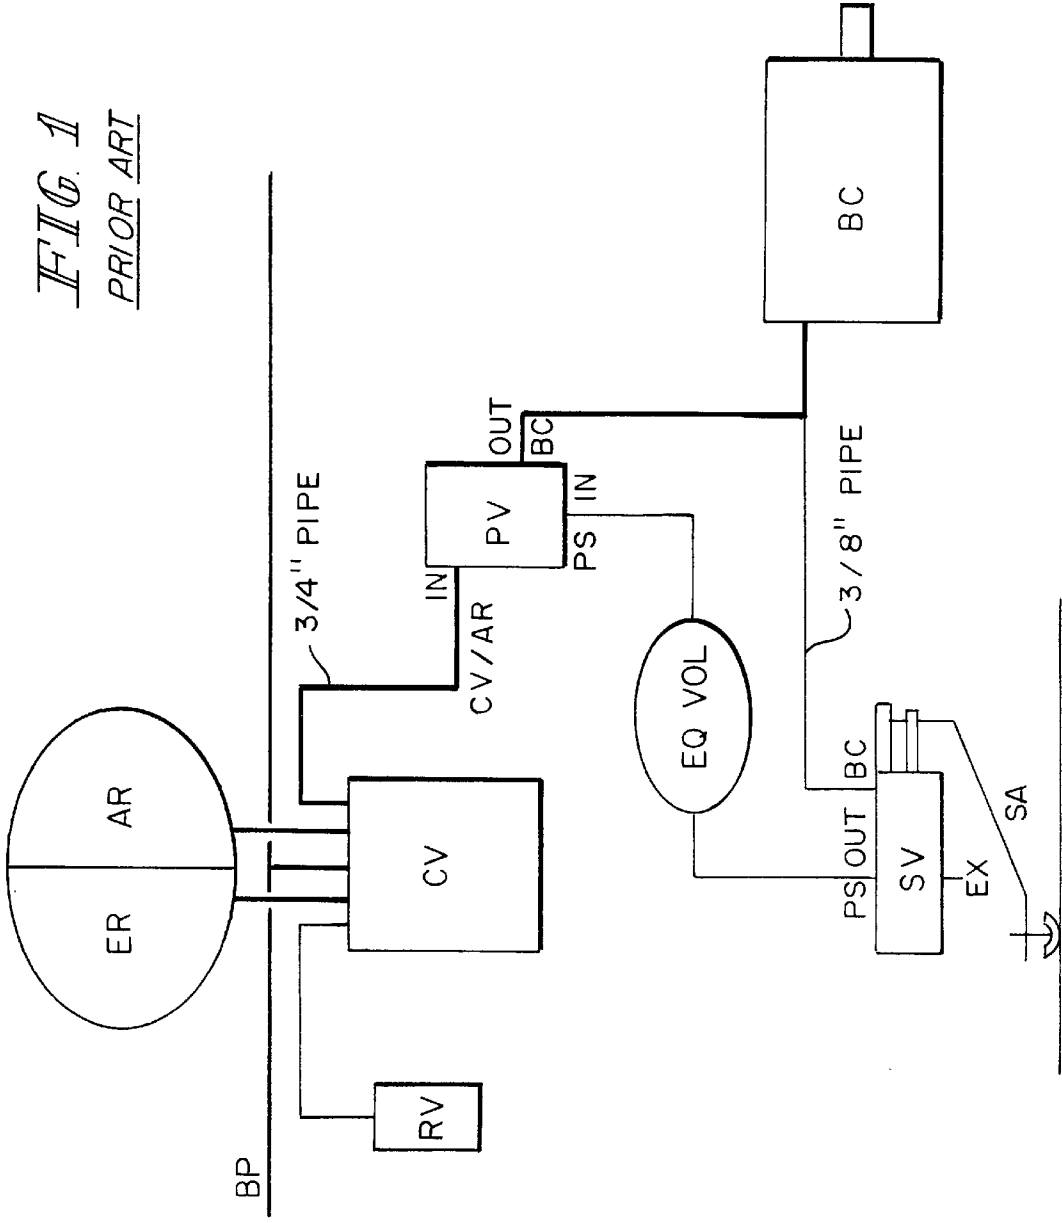 FIG. 1
PRIOR ART
BP
ER
AR
RV
CV
3/4" PIPE
CV/AR
IN
PV
OUT
BC
PS
IN
EQ VOL
3/8" PIPE
BC
PS
OUT
BC
SV
EX
SA